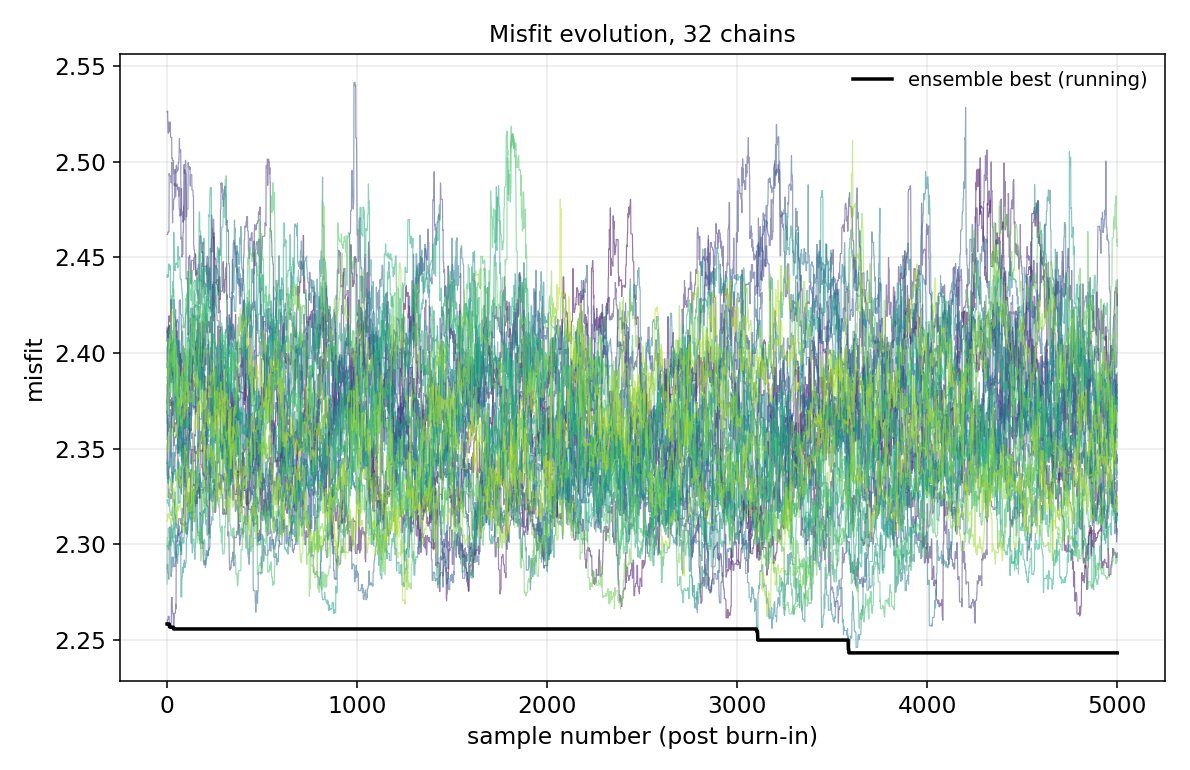 Misfit evolution, 32 chains
ensemble best (running)
misfit
2.55
2.50
2.45
2.40
2.35
2.30
2.25
0 1000 2000 3000 4000 5000
sample number (post burn-in)